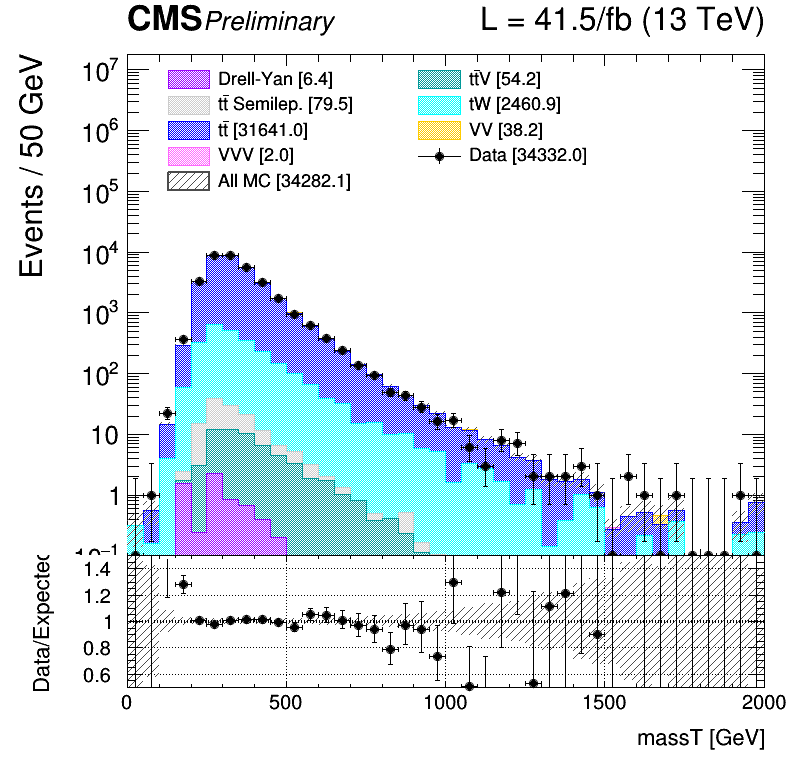 CMS Preliminary L = 41.5/fb (13 TeV)
Events / 50 GeV
Drell-Yan [6.4]
tt̅ Semilep. [79.5]
tt̅ [31641.0]
VVV [2.0]
All MC [34282.1]
tt̅V [54.2]
tW [2460.9]
VV [38.2]
Data [34332.0]
10⁷
10⁶
10⁵
10⁴
10³
10²
10
1
10⁻¹
Data/Expected
1.4
1.2
1
0.8
0.6
0 500 1000 1500 2000
massT [GeV]